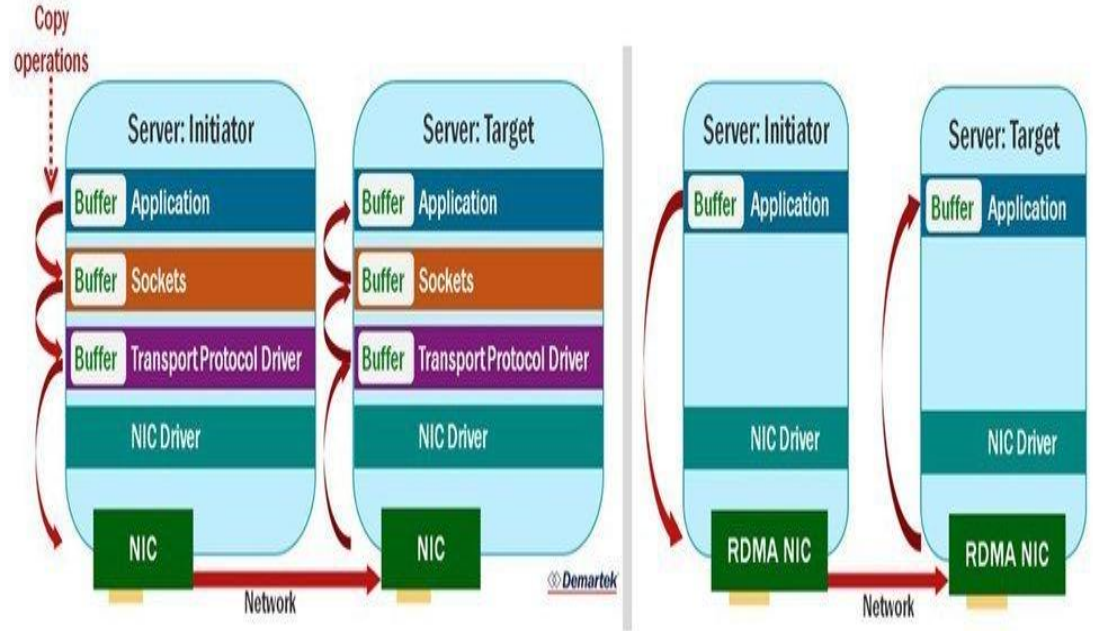 Copy
operations
Server: Initiator
Buffer Application
Buffer Sockets
Buffer Transport Protocol Driver
NIC Driver
NIC
Server: Target
Buffer Application
Buffer Sockets
Buffer Transport Protocol Driver
NIC Driver
NIC
Network
Demartek
Server: Initiator
Buffer Application
NIC Driver
RDMA NIC
Server: Target
Buffer Application
NIC Driver
RDMA NIC
Network